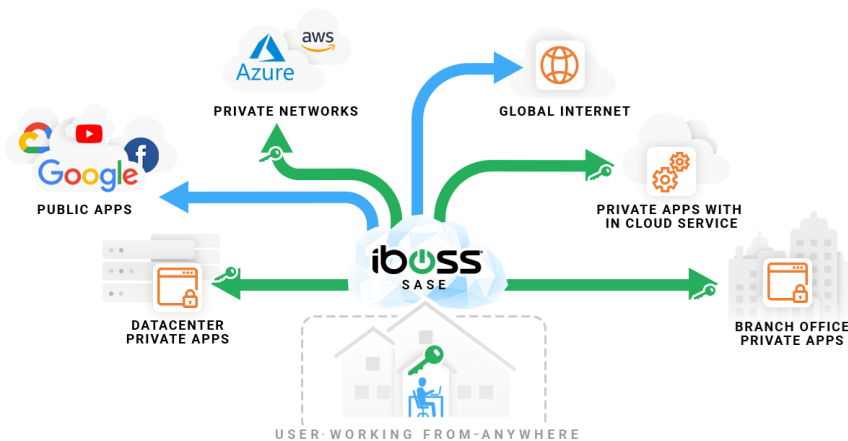 aws
Azure
PRIVATE NETWORKS
GLOBAL INTERNET
Google
PUBLIC APPS
PRIVATE APPS WITH
IN CLOUD SERVICE
iboss
SASE
DATACENTER
PRIVATE APPS
BRANCH OFFICE
PRIVATE APPS
USER WORKING FROM ANYWHERE